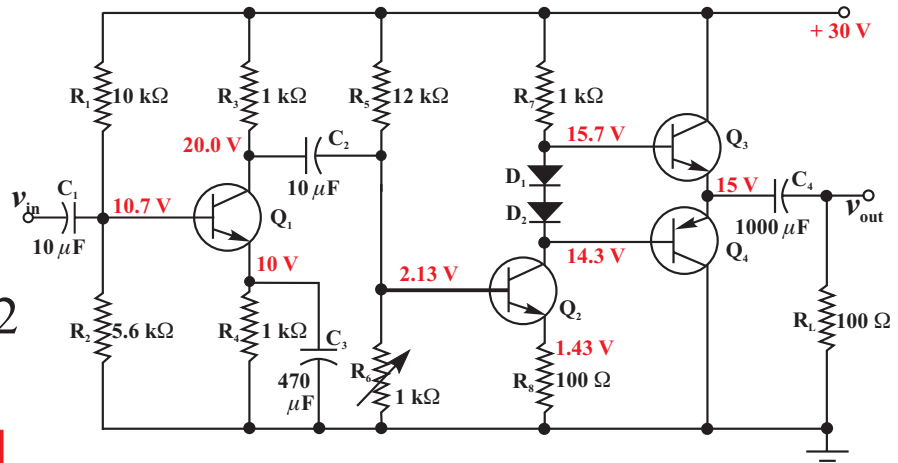 + 30 V
R1 10 kΩ
R3 1 kΩ
R5 12 kΩ
R7 1 kΩ
20.0 V
C2
10 µF
15.7 V
Q3
D1
D2
15 V
C4
1000 µF
vout
vin
C1
10 µF
10.7 V
Q1
10 V
2.13 V
14.3 V
Q4
Q2
2
R2 5.6 kΩ
R4 1 kΩ
C3
470 µF
R6
1 kΩ
1.43 V
R8 100 Ω
RL 100 Ω